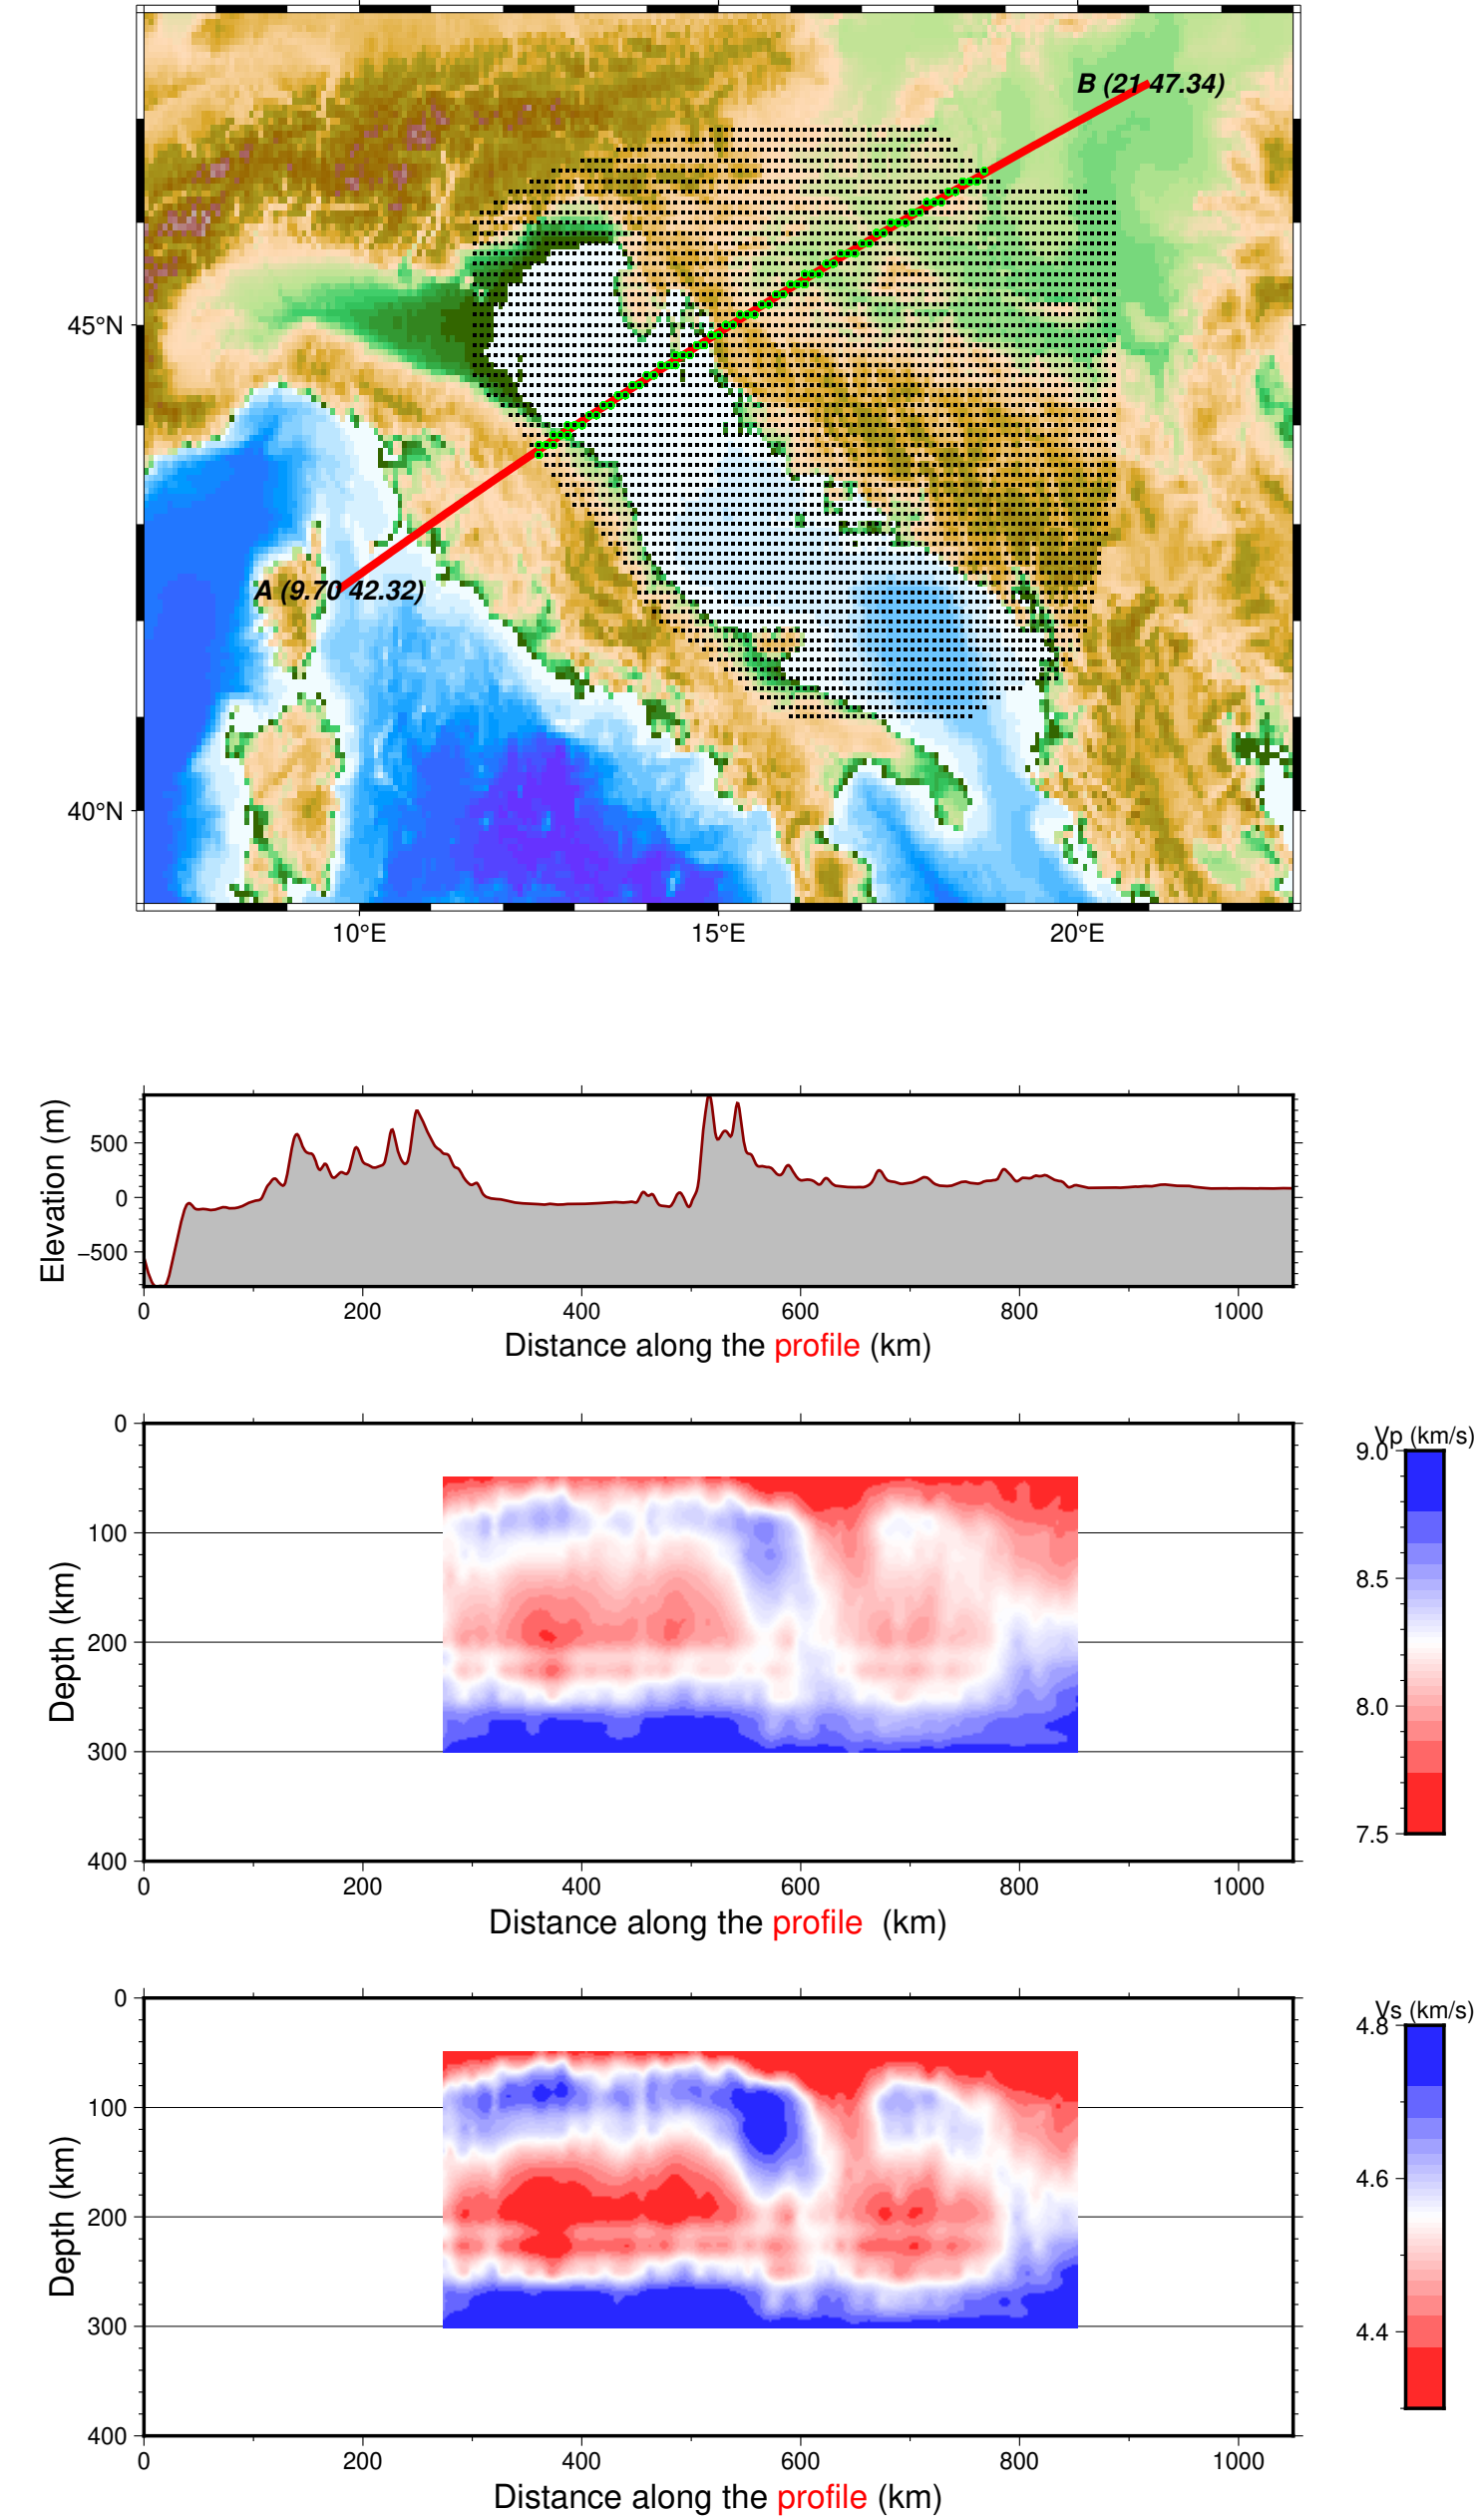 B (21 47.34)
45°N
A (9.70 42.32)
40°N
10°E 15°E 20°E
Elevation (m)
500
0
−500
0 200 400 600 800 1000
Distance along the profile (km)
Depth (km)
0
100
200
300
400
0 200 400 600 800 1000
Distance along the profile (km)
Vp (km/s)
9.0
8.5
8.0
7.5
Depth (km)
0
100
200
300
400
0 200 400 600 800 1000
Distance along the profile (km)
Vs (km/s)
4.8
4.6
4.4